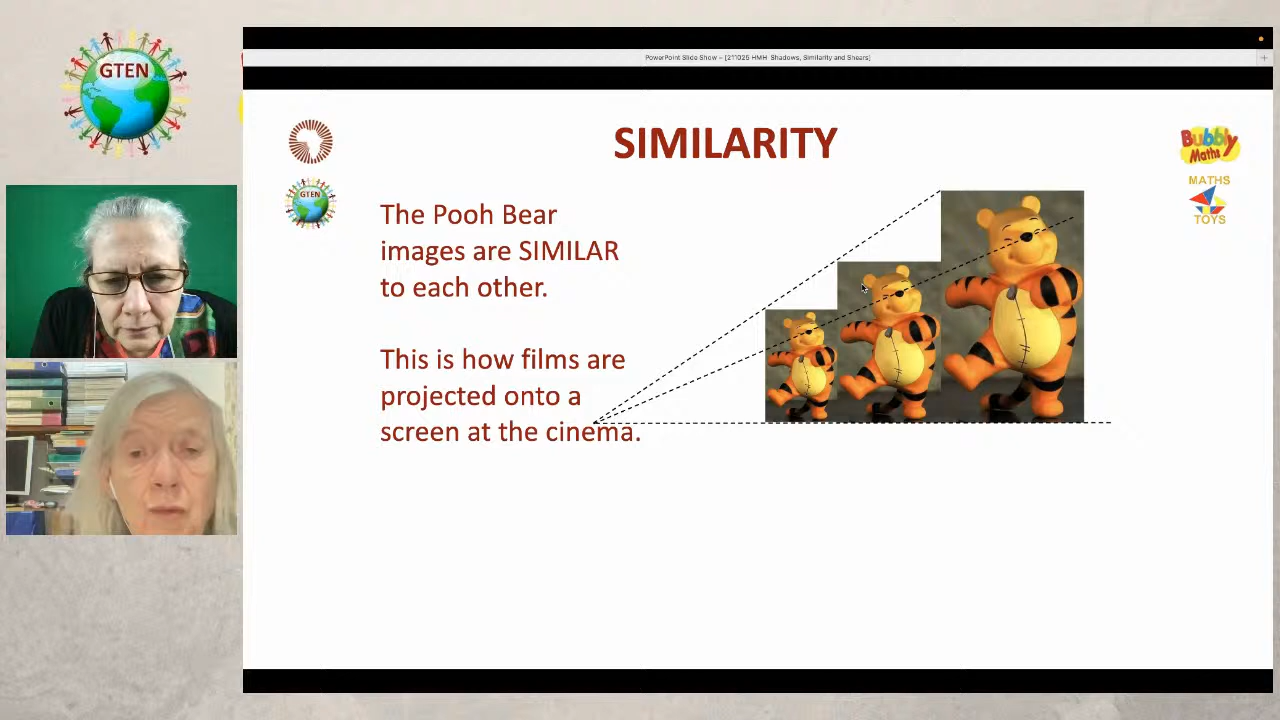 GTEN
PowerPoint Slide Show - [211026 HMH Shadows, Similarity and Shears]
SIMILARITY
GTEN
Bubbly
Maths
MATHS
TOYS
The Pooh Bear
images are SIMILAR
to each other.
This is how films are
projected onto a
screen at the cinema.